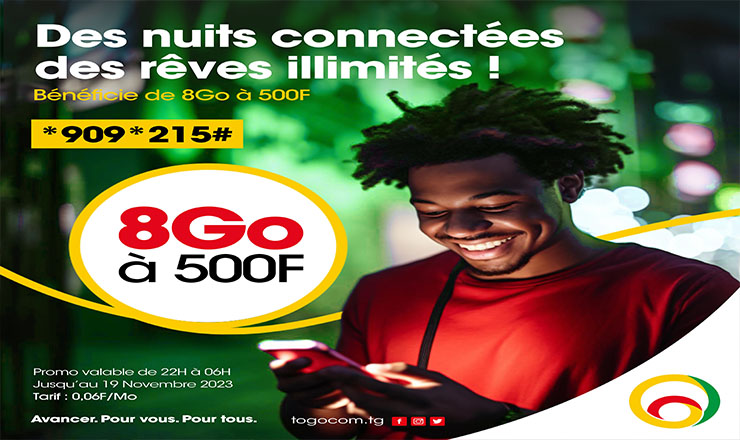 Des nuits connectées
des rêves illimités !
Bénéficie de 8Go à 500F
*909*215#
8Go
à 500F
Promo valable de 22H à 06H
Jusqu'au 19 Novembre 2023
Tarif : 0,06F/Mo
Avancer. Pour vous. Pour tous.
togocom.tg